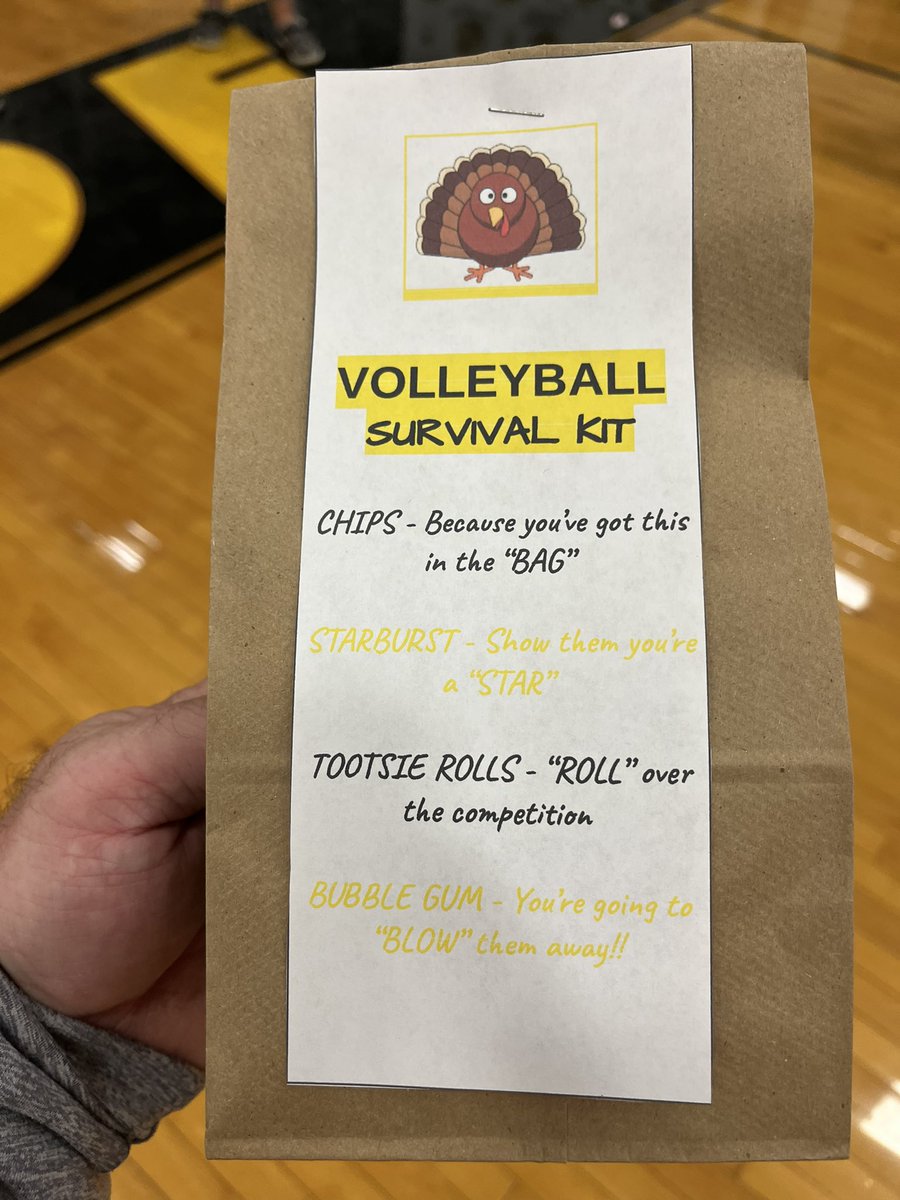 VOLLEYBALL
SURVIVAL KIT
CHIPS - Because you've got this
in the “BAG”
STARBURST - Show them you're
a “STAR”
TOOTSIE ROLLS - “ROLL” over
the competition
BUBBLE GUM - You're going to
“BLOW” them away!!